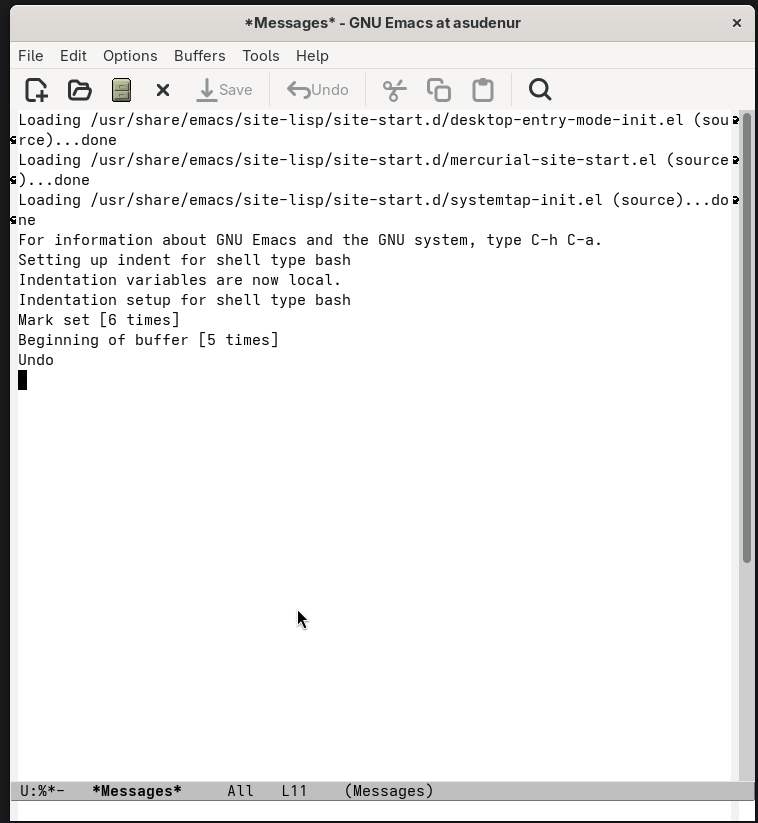 *Messages* - GNU Emacs at asudenur
File Edit Options Buffers Tools Help
Save Undo
Loading /usr/share/emacs/site-lisp/site-start.d/desktop-entry-mode-init.el (sou
rce)...done
Loading /usr/share/emacs/site-lisp/site-start.d/mercurial-site-start.el (source
)...done
Loading /usr/share/emacs/site-lisp/site-start.d/systemtap-init.el (source)...do
ne
For information about GNU Emacs and the GNU system, type C-h C-a.
Setting up indent for shell type bash
Indentation variables are now local.
Indentation setup for shell type bash
Mark set [6 times]
Beginning of buffer [5 times]
Undo
U:%*-  *Messages*  All  L11  (Messages)